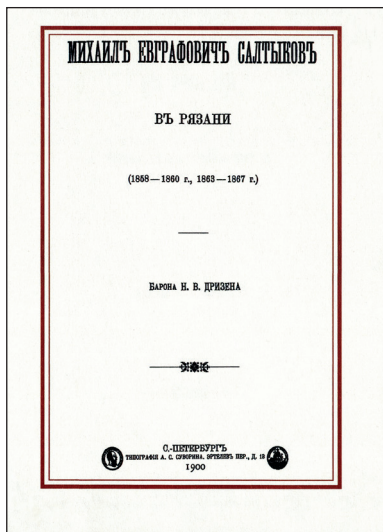 МИХАИЛЪ ЕВГРАФОВИЧЪ САЛТЫКОВЪ
ВЪ РЯЗАНИ
(1858—1860 г., 1863—1867 г.)
БАРОНА Н. В. ДРИЗЕНА
С.-ПЕТЕРБУРГЪ
ТИПОГРАФІЯ А. С. СУВОРИНА. ЭРТЕЛЕВЪ ПЕР., Д. 13
1900